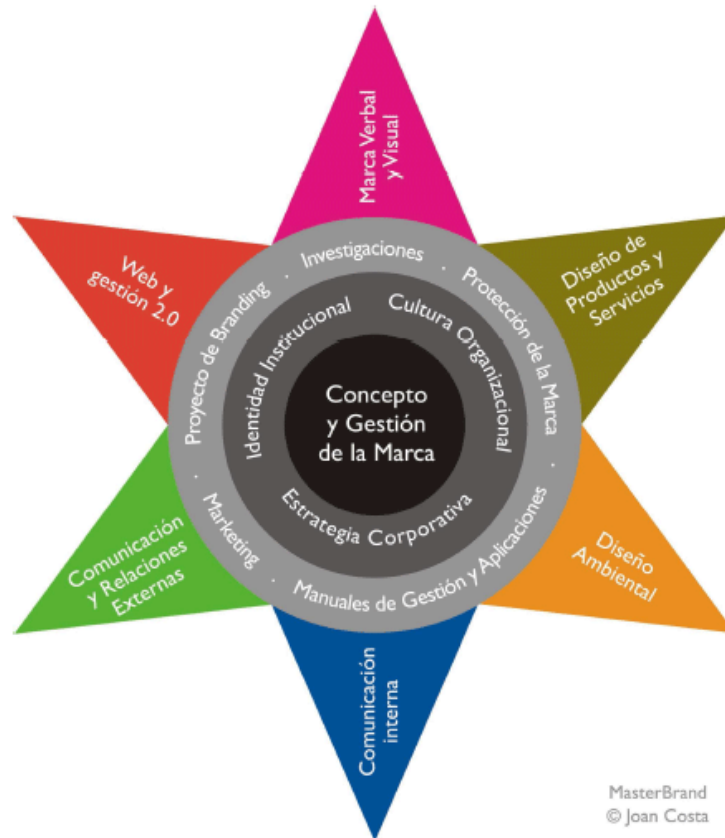 Marca Verbal
y Visual
Web y
gestión 2.0
Diseño de
Productos y
Servicios
Proyecto de Branding · Investigaciones · Protección de la Marca ·
Identidad Institucional
Cultura Organizacional
Concepto
y Gestión
de la Marca
Estrategia Corporativa
· Marketing · Manuales de Gestión y Aplicaciones
Comunicación
y Relaciones
Externas
Diseño
Ambiental
Comunicación
interna
MasterBrand
© Joan Costa